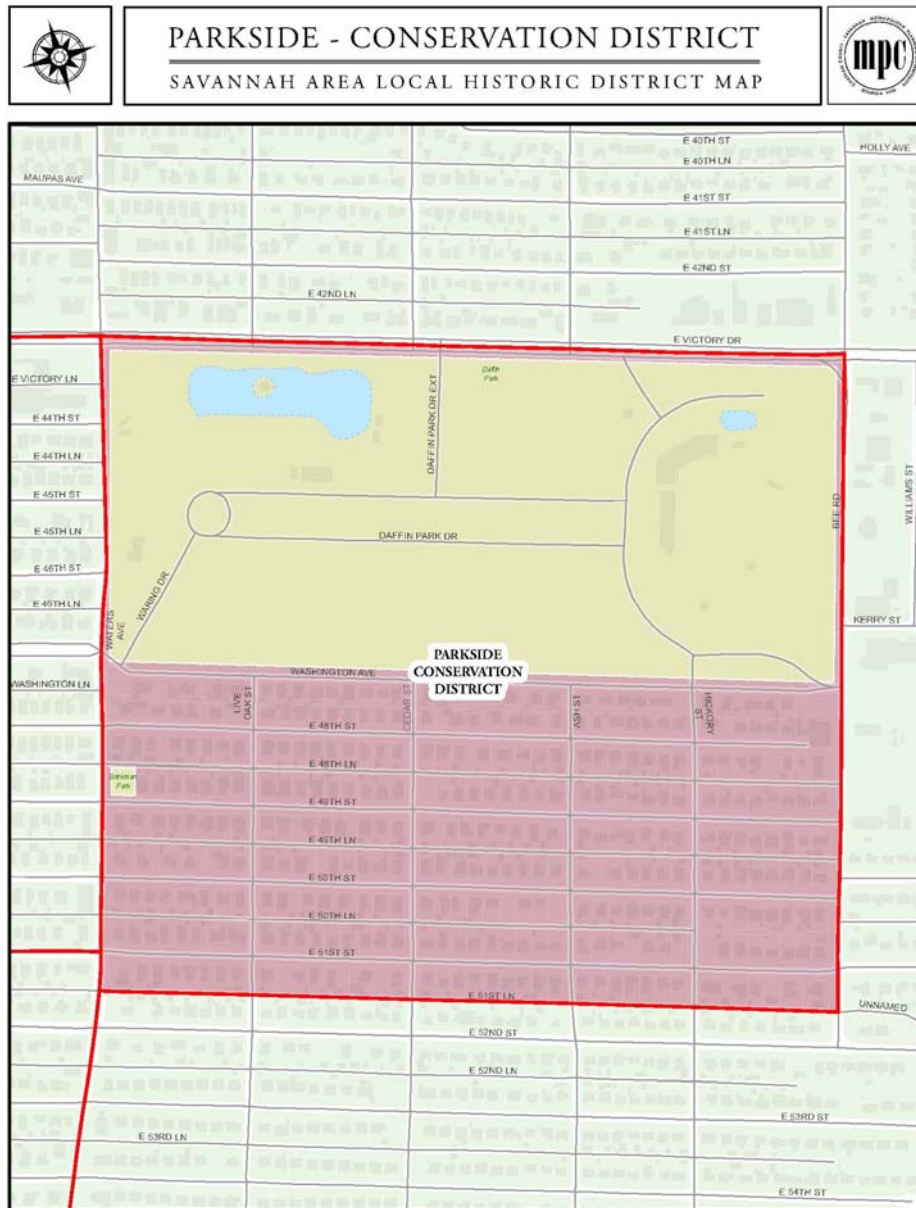 PARKSIDE - CONSERVATION DISTRICT
SAVANNAH AREA LOCAL HISTORIC DISTRICT MAP
mpc
E 40TH ST
HOLLY AVE
E 40TH LN
MAUPAS AVE
E 41ST ST
E 41ST LN
E 42ND ST
E 42ND LN
E VICTORY DR
E VICTORY LN
Daffin
Park
DAFFIN PARK DR EXT
E 44TH ST
E 44TH LN
E 45TH ST
WILLIAMS ST
BEE RD
E 45TH LN
DAFFIN PARK DR
E 46TH ST
WARING DR
E 46TH LN
WATERS
AVE
KERRY ST
PARKSIDE
CONSERVATION
DISTRICT
WASHINGTON AVE
WASHINGTON LN
LIVE
OAK ST
CEDAR ST
ASH ST
HICKORY
ST
E 48TH ST
E 48TH LN
Park
E 49TH ST
E 49TH LN
E 50TH ST
E 50TH LN
E 51ST ST
E 51ST LN
UNNAMED
E 52ND ST
E 52ND LN
E 53RD ST
E 53RD LN
E 54TH ST